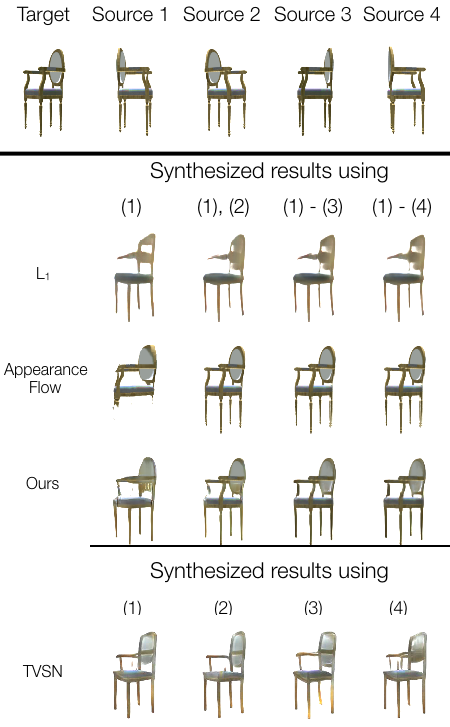 Target Source 1 Source 2 Source 3 Source 4
Synthesized results using
(1) (1), (2) (1) - (3) (1) - (4)
L₁
Appearance
Flow
Ours
Synthesized results using
(1) (2) (3) (4)
TVSN